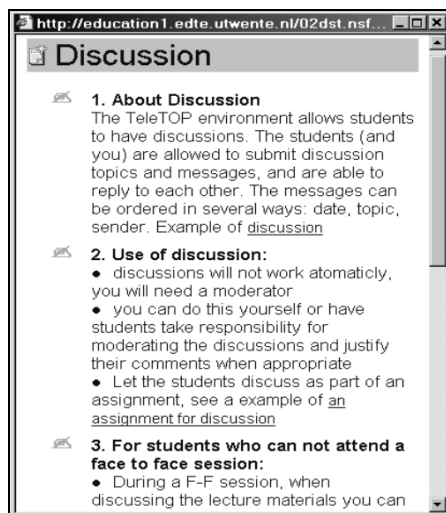 http://education1.edte.utwente.nl/02dst.nsf...
Discussion
1. About Discussion
The TeleTOP environment allows students
to have discussions. The students (and
you) are allowed to submit discussion
topics and messages, and are able to
reply to each other. The messages can
be ordered in several ways: date, topic,
sender. Example of discussion
2. Use of discussion:
● discussions will not work atomaticly,
you will need a moderator
● you can do this yourself or have
students take responsibility for
moderating the discussions and justify
their comments when appropriate
● Let the students discuss as part of an
assignment, see a example of an
assignment for discussion
3. For students who can not attend a
face to face session:
● During a F-F session, when
discussing the lecture materials you can